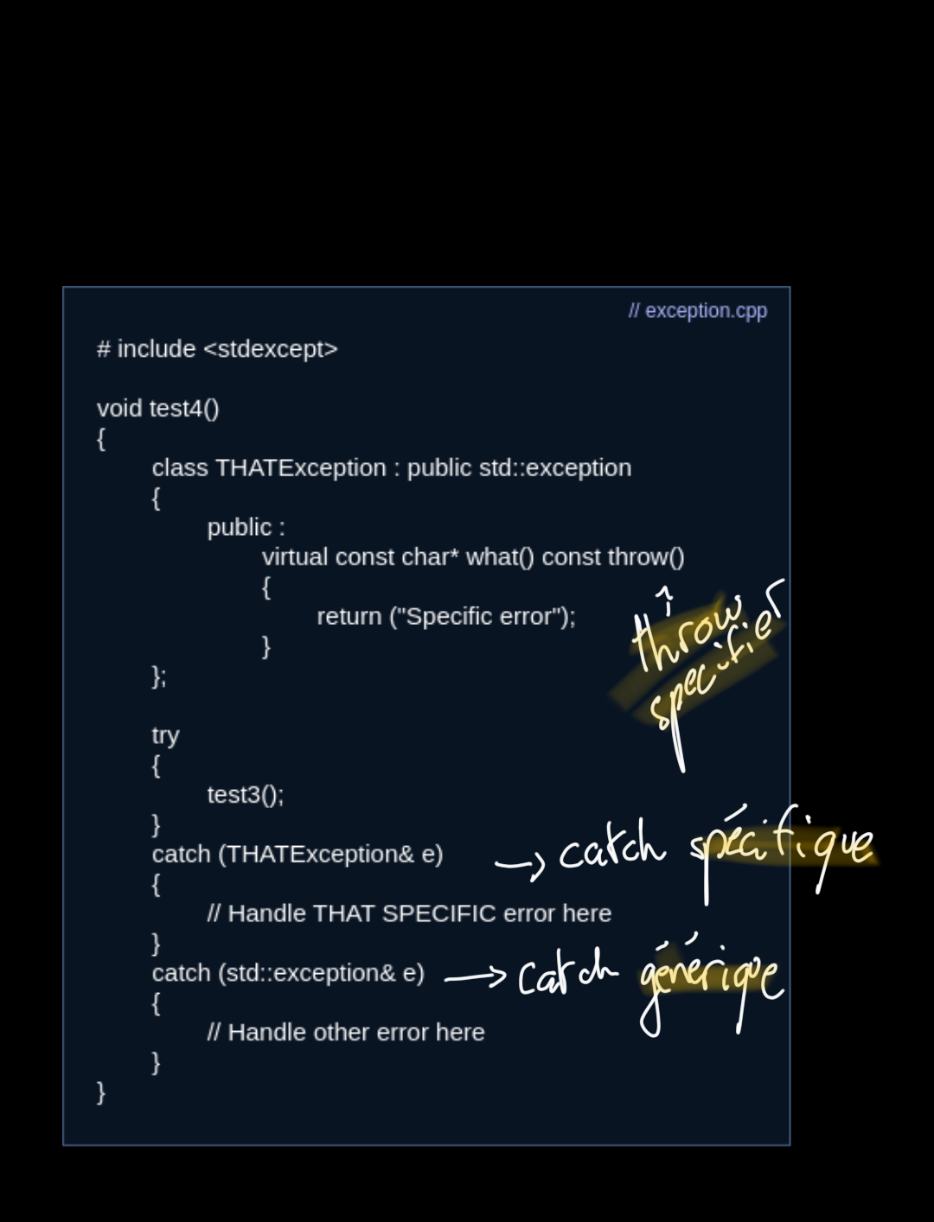 // exception.cpp
# include <stdexcept>
void test4()
{
class THATException : public std::exception
{
public :
virtual const char* what() const throw()
{
return ("Specific error");
}
throw
specifier
};
try
{
test3();
}
catch (THATException& e) → catch spécifique
{
// Handle THAT SPECIFIC error here
}
catch (std::exception& e) → catch générique
{
// Handle other error here
}
}